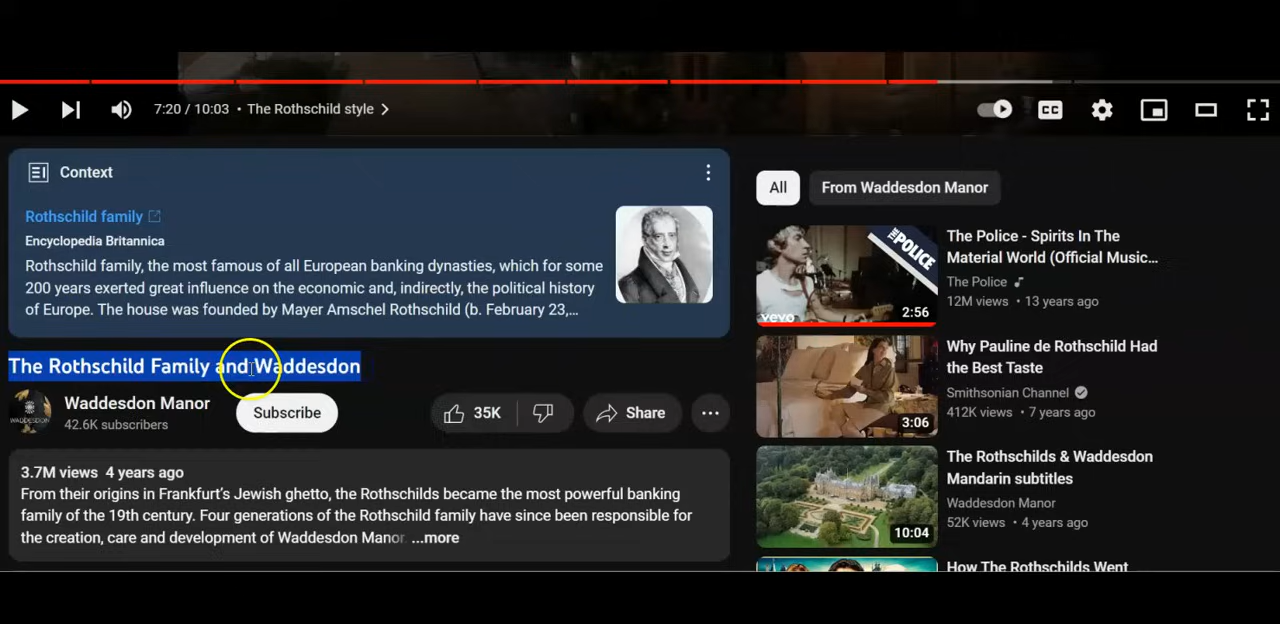 7:20 / 10:03 • The Rothschild style
CC
Context
Rothschild family
Encyclopedia Britannica
Rothschild family, the most famous of all European banking dynasties, which for some
200 years exerted great influence on the economic and, indirectly, the political history
of Europe. The house was founded by Mayer Amschel Rothschild (b. February 23,...
The Rothschild Family and Waddesdon
Waddesdon Manor
42.6K subscribers
WADDESDON
Subscribe
35K
Share
3.7M views 4 years ago
From their origins in Frankfurt's Jewish ghetto, the Rothschilds became the most powerful banking
family of the 19th century. Four generations of the Rothschild family have since been responsible for
the creation, care and development of Waddesdon Manor. ...more
All
From Waddesdon Manor
THE POLICE
vevo
2:56
The Police - Spirits In The
Material World (Official Music...
The Police
12M views • 13 years ago
3:06
Why Pauline de Rothschild Had
the Best Taste
Smithsonian Channel
412K views • 7 years ago
10:04
The Rothschilds & Waddesdon
Mandarin subtitles
Waddesdon Manor
52K views • 4 years ago
How The Rothschilds Went